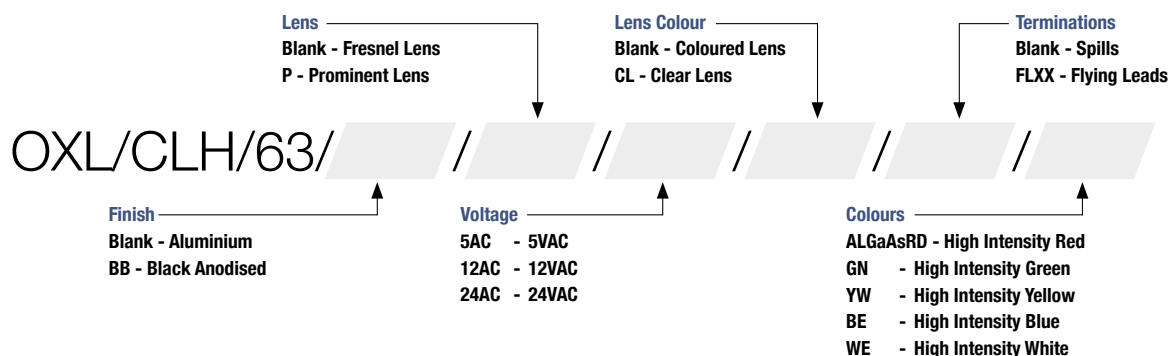 Lens
Blank - Fresnel Lens
P - Prominent Lens
Lens Colour
Blank - Coloured Lens
CL - Clear Lens
Terminations
Blank - Spills
FLXX - Flying Leads
OXL/CLH/63/ / / / / /
Finish
Blank - Aluminium
BB - Black Anodised
Voltage
5AC - 5VAC
12AC - 12VAC
24AC - 24VAC
Colours
ALGaAsRD - High Intensity Red
GN - High Intensity Green
YW - High Intensity Yellow
BE - High Intensity Blue
WE - High Intensity White